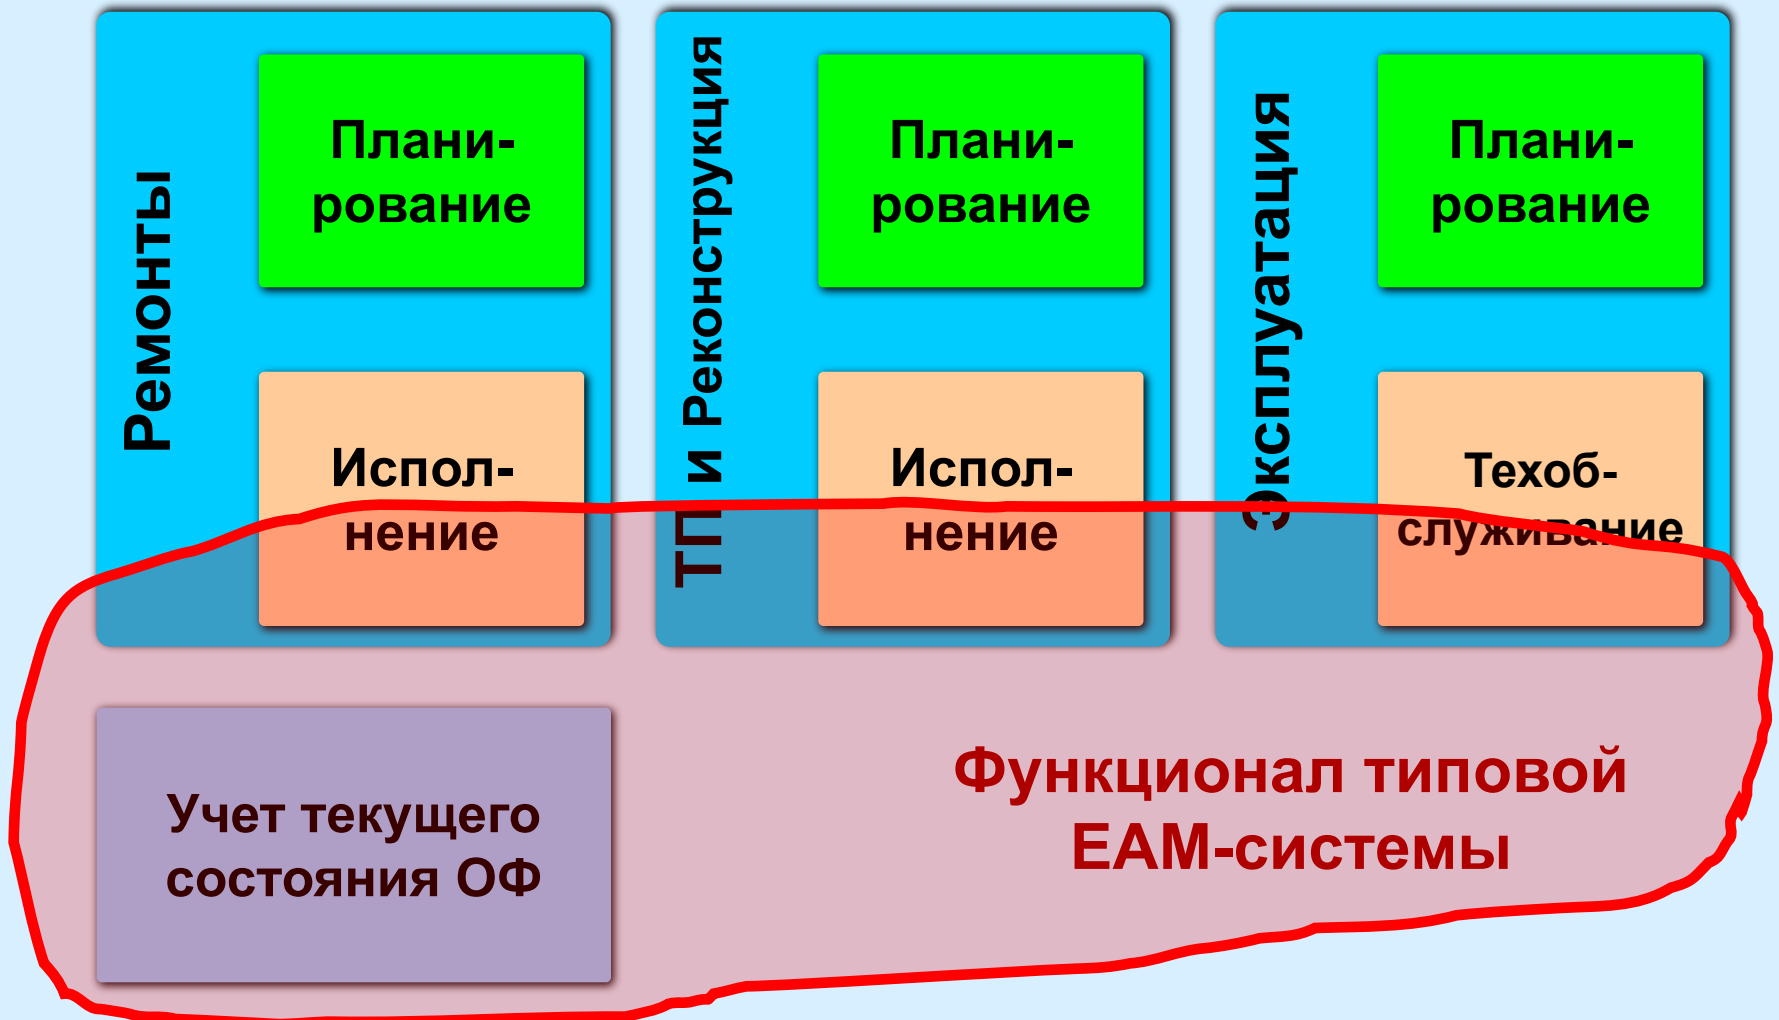 Ремонты
Плани-
рование
Испол-
нение
ТП и Реконструкция
Плани-
рование
Испол-
нение
Эксплуатация
Плани-
рование
Техоб-
служивание
Учет текущего
состояния ОФ
Функционал типовой
ЕАМ-системы